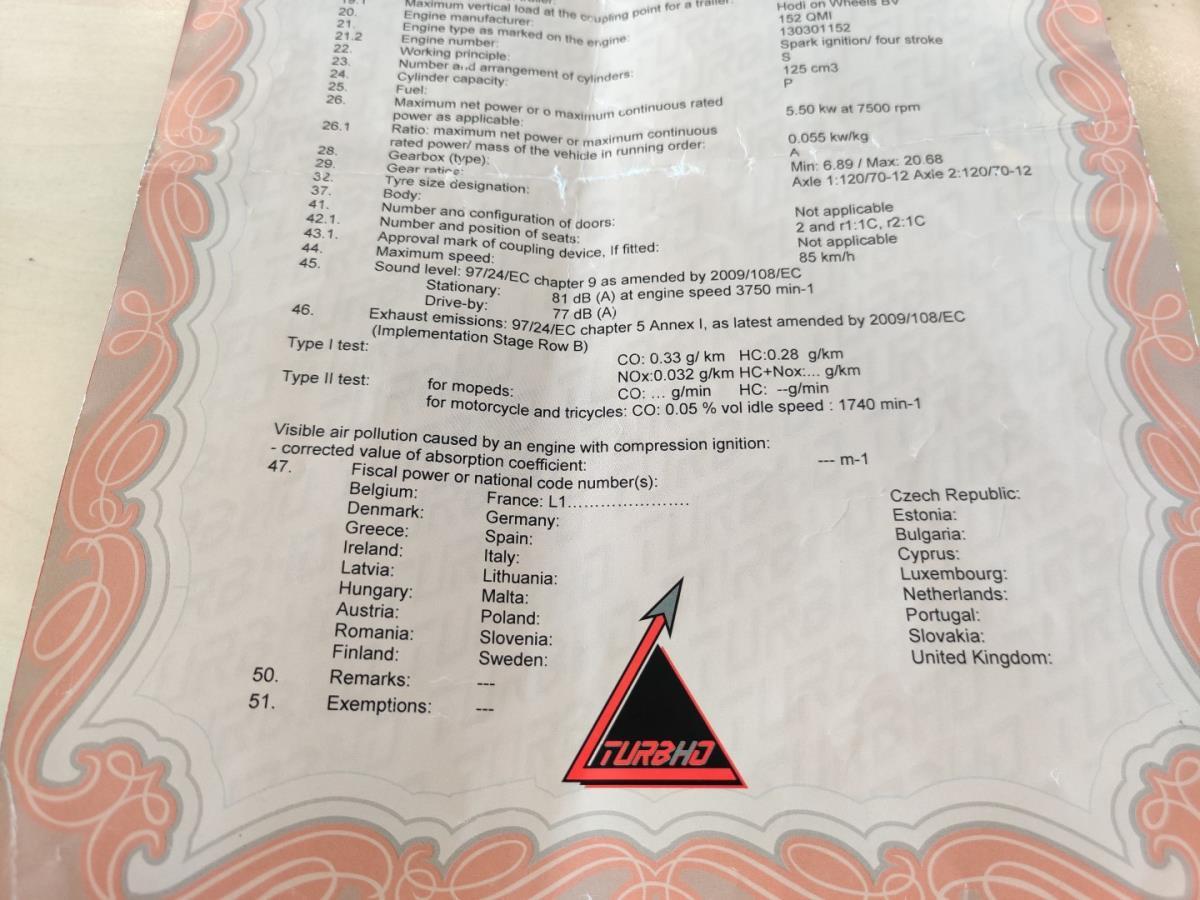 19.1 Maximum vertical load at the coupling point for a trailer:
20. Engine manufacturer: Hodi on Wheels BV
21. Engine type as marked on the engine: 152 QMI
21.2 Engine number: 130301152
22. Working principle: Spark ignition/ four stroke
23. Number and arrangement of cylinders: S
24. Cylinder capacity: 125 cm3
25. Fuel: P
26. Maximum net power or o maximum continuous rated
power as applicable: 5.50 kw at 7500 rpm
26.1 Ratio: maximum net power or maximum continuous
rated power/ mass of the vehicle in running order: 0.055 kw/kg
28. Gearbox (type): A
29. Gear ratios: Min: 6.89 / Max: 20.68
32. Tyre size designation: Axle 1:120/70-12 Axle 2:120/70-12
37. Body:
41. Number and configuration of doors: Not applicable
42.1. Number and position of seats: 2 and r1:1C, r2:1C
43.1. Approval mark of coupling device, If fitted: Not applicable
44. Maximum speed: 85 km/h
45. Sound level: 97/24/EC chapter 9 as amended by 2009/108/EC
Stationary: 81 dB (A) at engine speed 3750 min-1
Drive-by: 77 dB (A)
46. Exhaust emissions: 97/24/EC chapter 5 Annex I, as latest amended by 2009/108/EC
(Implementation Stage Row B)
Type I test: CO: 0.33 g/ km HC:0.28 g/km
NOx:0.032 g/km HC+Nox:... g/km
Type II test: for mopeds: CO: ... g/min HC: --g/min
for motorcycle and tricycles: CO: 0.05 % vol idle speed : 1740 min-1
Visible air pollution caused by an engine with compression ignition:
- corrected value of absorption coefficient: --- m-1
47. Fiscal power or national code number(s):
Belgium: France: L1...................... Czech Republic:
Denmark: Germany: Estonia:
Greece: Spain: Bulgaria:
Ireland: Italy: Cyprus:
Latvia: Lithuania: Luxembourg:
Hungary: Malta: Netherlands:
Austria: Poland: Portugal:
Romania: Slovenia: Slovakia:
Finland: Sweden: United Kingdom:
50. Remarks: ---
51. Exemptions: ---
TURBHO